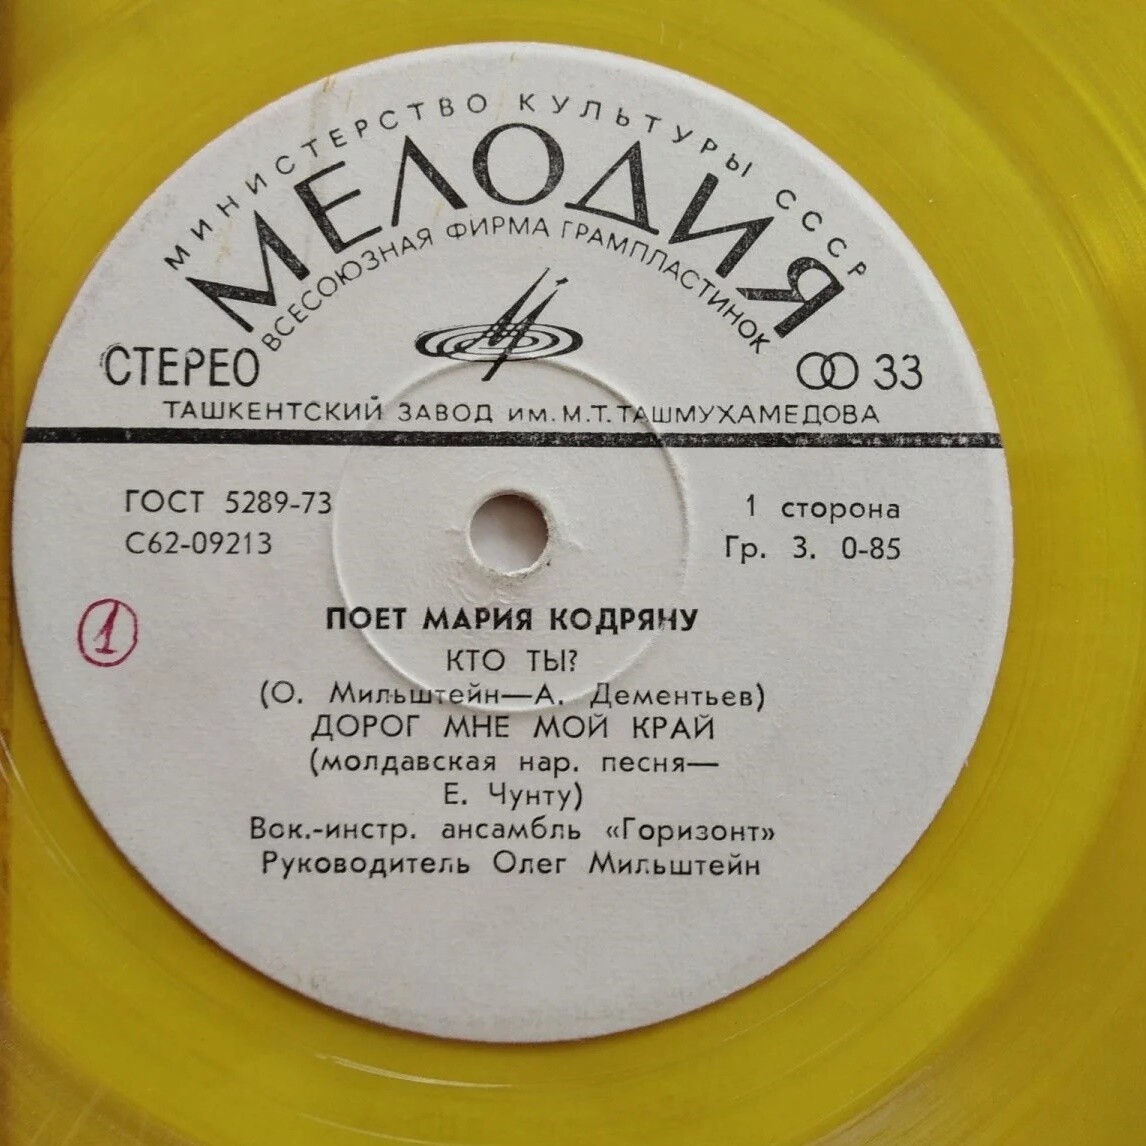 МИНИСТЕРСТВО КУЛЬТУРЫ СССР
МЕЛОДИЯ
ВСЕСОЮЗНАЯ ФИРМА ГРАМПЛАСТИНОК
СТЕРЕО
33
ТАШКЕНТСКИЙ ЗАВОД им. М.Т. ТАШМУХАМЕДОВА
ГОСТ 5289-73
1 сторона
С62-09213
Гр. 3. 0-85
1
ПОЕТ МАРИЯ КОДРЯНУ
КТО ТЫ?
(О. Мильштейн—А. Дементьев)
ДОРОГ МНЕ МОЙ КРАЙ
(молдавская нар. песня—
Е. Чунту)
Вок.-инстр. ансамбль «Горизонт»
Руководитель Олег Мильштейн